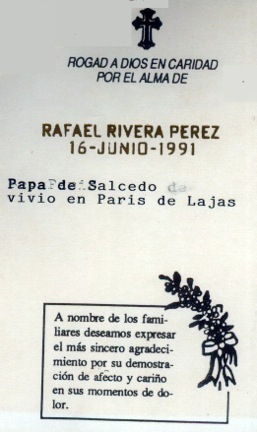 ROGAD A DIOS EN CARIDAD
POR EL ALMA DE
RAFAEL RIVERA PEREZ
16-JUNIO-1991
Papa de Salcedo de
vivio en Paris de Lajas
A nombre de los fami-
liares deseamos expresar
el más sincero agradeci-
miento por su demostra-
ción de afecto y cariño
en sus momentos de do-
lor.